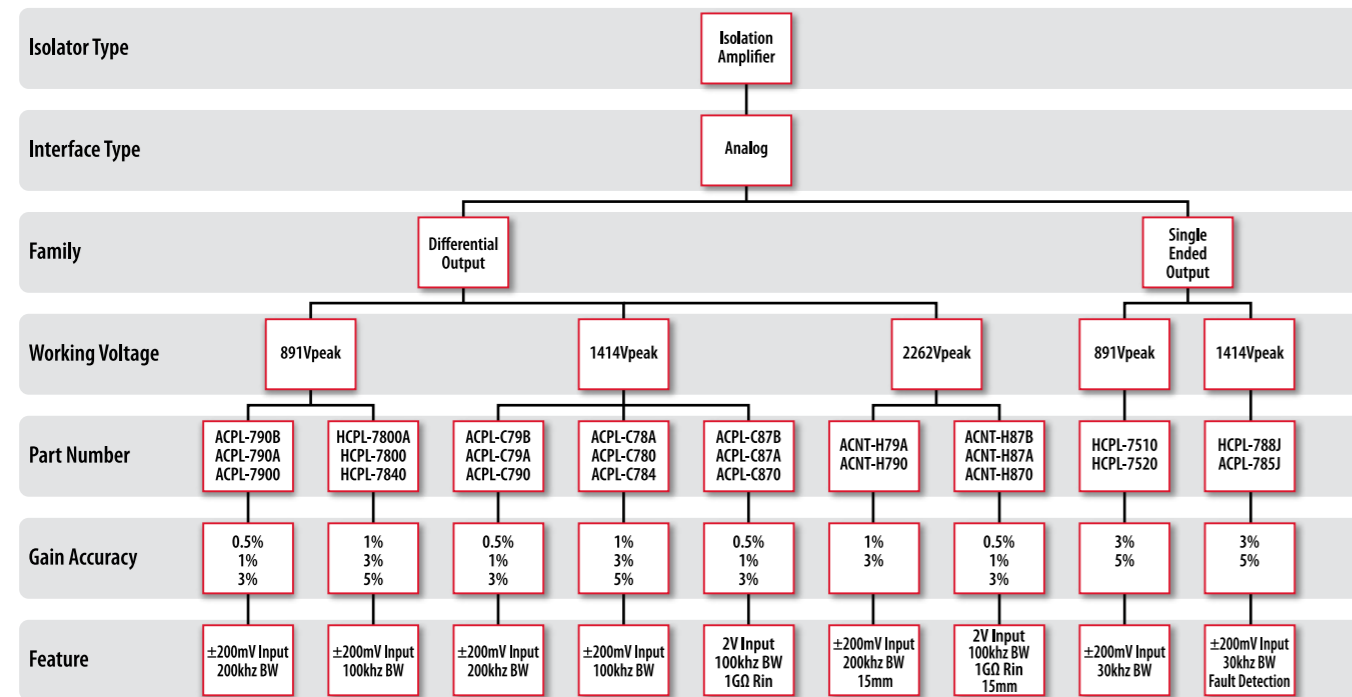 Isolator Type
Isolation
Amplifier
Interface Type
Analog
Family
Differential
Output
Single
Ended
Output
Working Voltage
891Vpeak
1414Vpeak
2262Vpeak
891Vpeak
1414Vpeak
Part Number
ACPL-790B
ACPL-790A
ACPL-7900
HCPL-7800A
HCPL-7800
HCPL-7840
ACPL-C79B
ACPL-C79A
ACPL-C790
ACPL-C78A
ACPL-C780
ACPL-C784
ACPL-C87B
ACPL-C87A
ACPL-C870
ACNT-H79A
ACNT-H790
ACNT-H87B
ACNT-H87A
ACNT-H870
HCPL-7510
HCPL-7520
HCPL-788J
ACPL-785J
Gain Accuracy
0.5%
1%
3%
1%
3%
5%
0.5%
1%
3%
1%
3%
5%
0.5%
1%
3%
1%
3%
0.5%
1%
3%
3%
5%
3%
5%
Feature
±200mV Input
200khz BW
±200mV Input
100khz BW
±200mV Input
200khz BW
±200mV Input
100khz BW
2V Input
100khz BW
1GΩ Rin
±200mV Input
200khz BW
15mm
2V Input
100khz BW
1GΩ Rin
15mm
±200mV Input
30khz BW
±200mV Input
30khz BW
Fault Detection